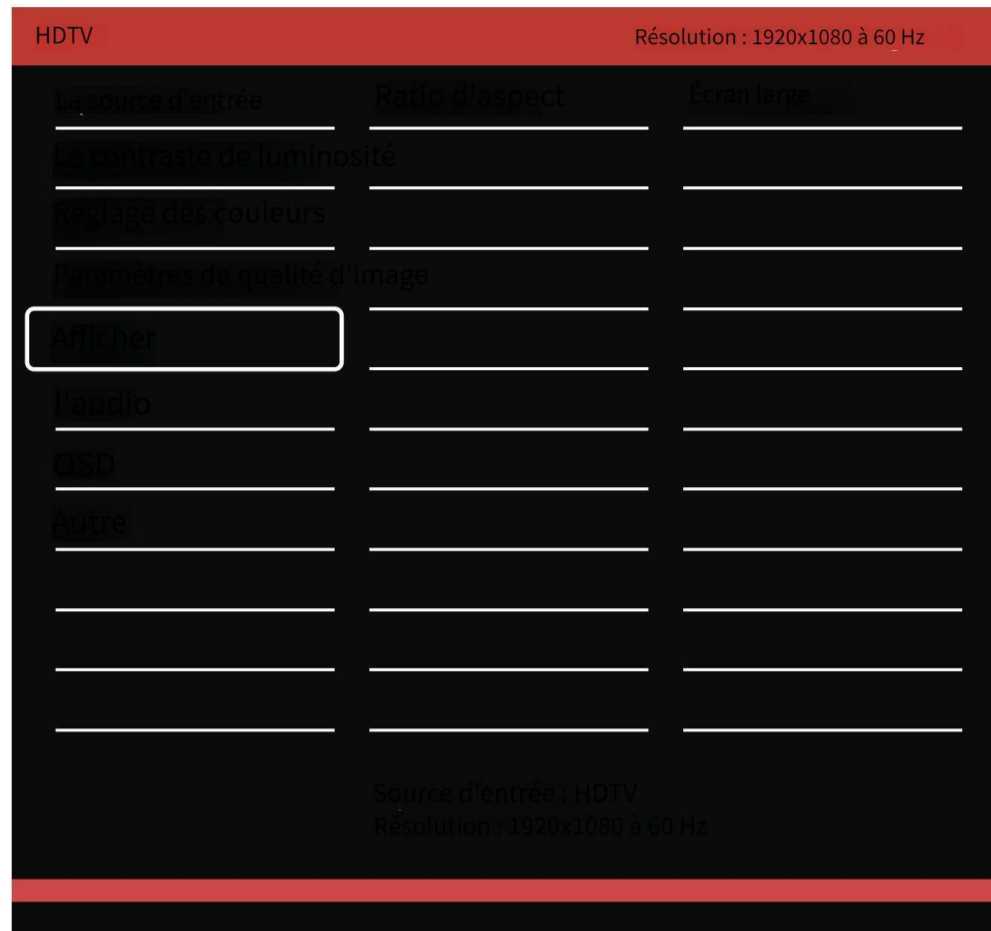 HDTV
Résolution : 1920x1080 à 60 Hz
La source d'entrée
Ratio d'aspect
Écran large
Le contraste de luminosité
Réglage des couleurs
Paramètres de qualité d'image
Afficher
l'audio
OSD
Autre
Source d'entrée : HDTV
Résolution : 1920x1080 à 60 Hz